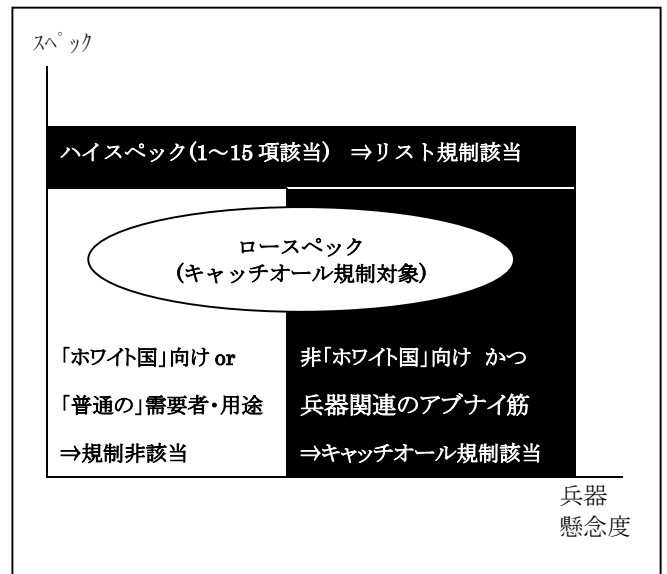 スペック
ハイスペック(1～15項該当) ⇒リスト規制該当
ロースペック
(キャッチオール規制対象)
「ホワイト国」向け or
「普通の」需要者・用途
⇒規制非該当
非「ホワイト国」向け かつ
兵器関連のアブナイ筋
⇒キャッチオール規制該当
兵器
懸念度